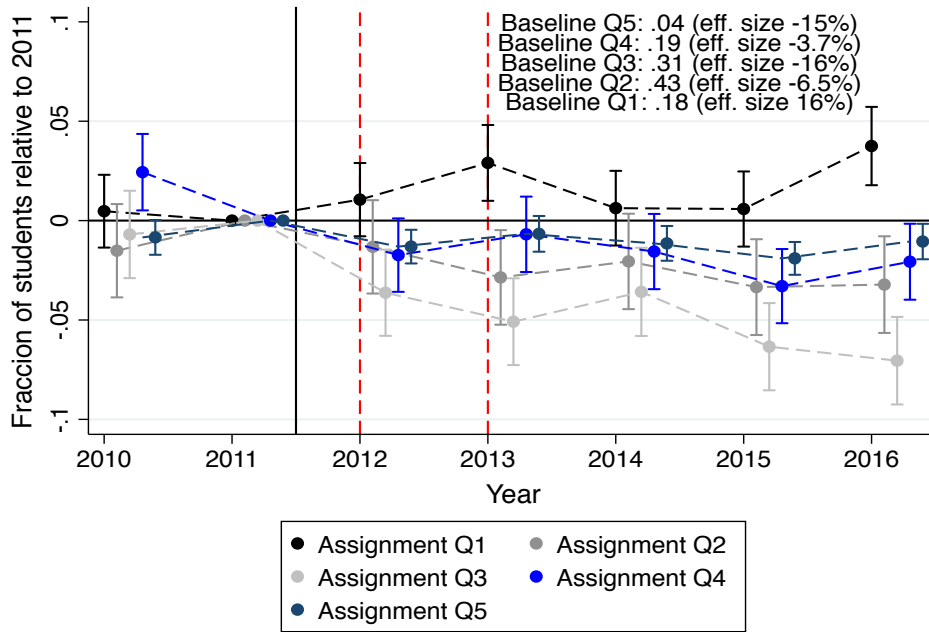 Baseline Q5: .04 (eff. size -15%)
Baseline Q4: .19 (eff. size -3.7%)
Baseline Q3: .31 (eff. size -16%)
Baseline Q2: .43 (eff. size -6.5%)
Baseline Q1: .18 (eff. size 16%)
Fraccion of students relative to 2011
.1
.05
0
-.05
-.1
2010 2011 2012 2013 2014 2015 2016
Year
Assignment Q1 Assignment Q2
Assignment Q3 Assignment Q4
Assignment Q5